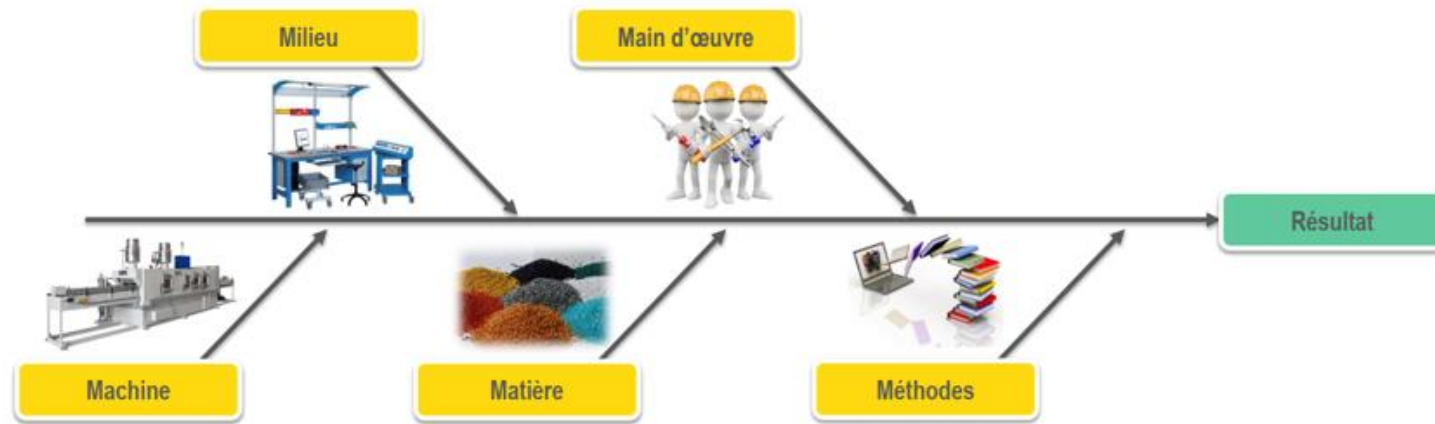 Milieu
Main d'œuvre
Résultat
Machine
Matière
Méthodes